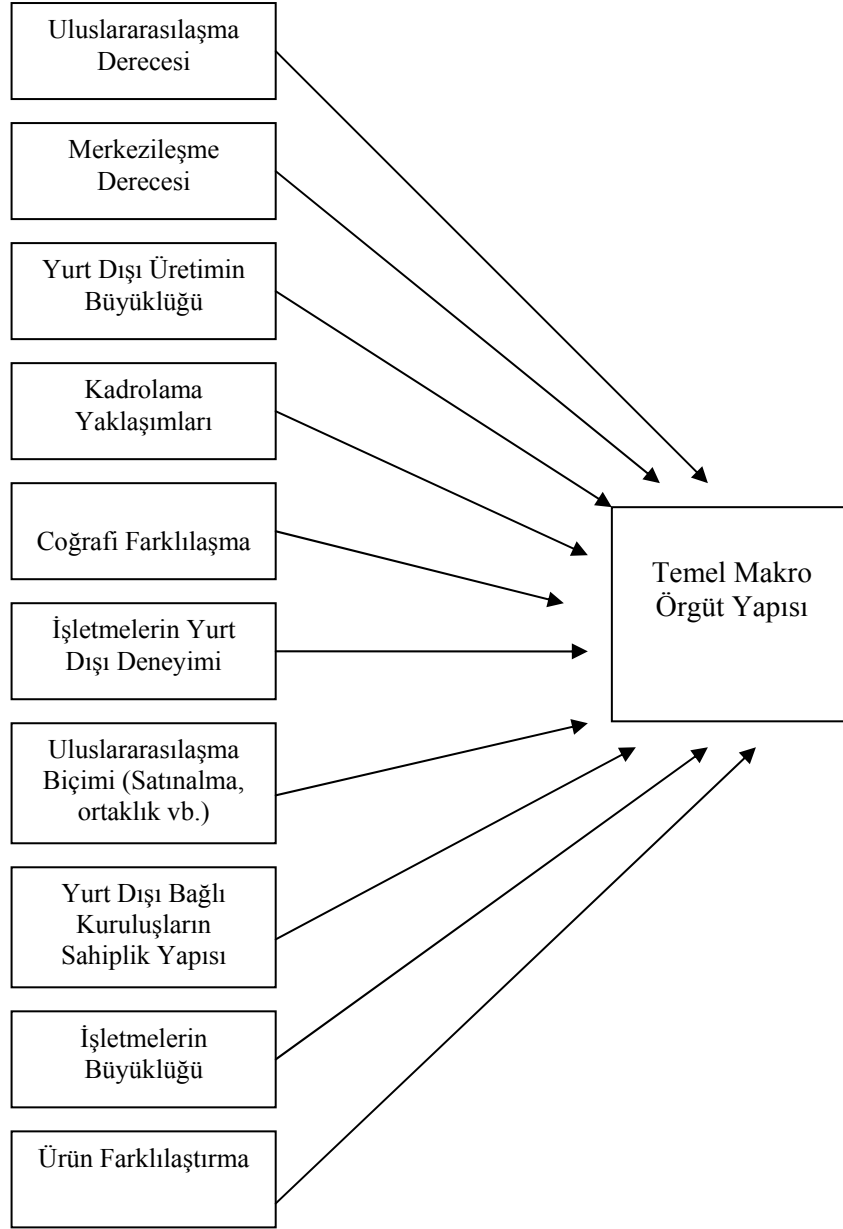 Uluslararasılaşma
Derecesi
Merkezileşme
Derecesi
Yurt Dışı Üretimin
Büyüklüğü
Kadrolama
Yaklaşımları
Coğrafi Farklılaşma
İşletmelerin Yurt
Dışı Deneyimi
Uluslararasılaşma
Biçimi (Satınalma,
ortaklık vb.)
Yurt Dışı Bağlı
Kuruluşların
Sahiplik Yapısı
İşletmelerin
Büyüklüğü
Ürün Farklılaştırma
Temel Makro
Örgüt Yapısı